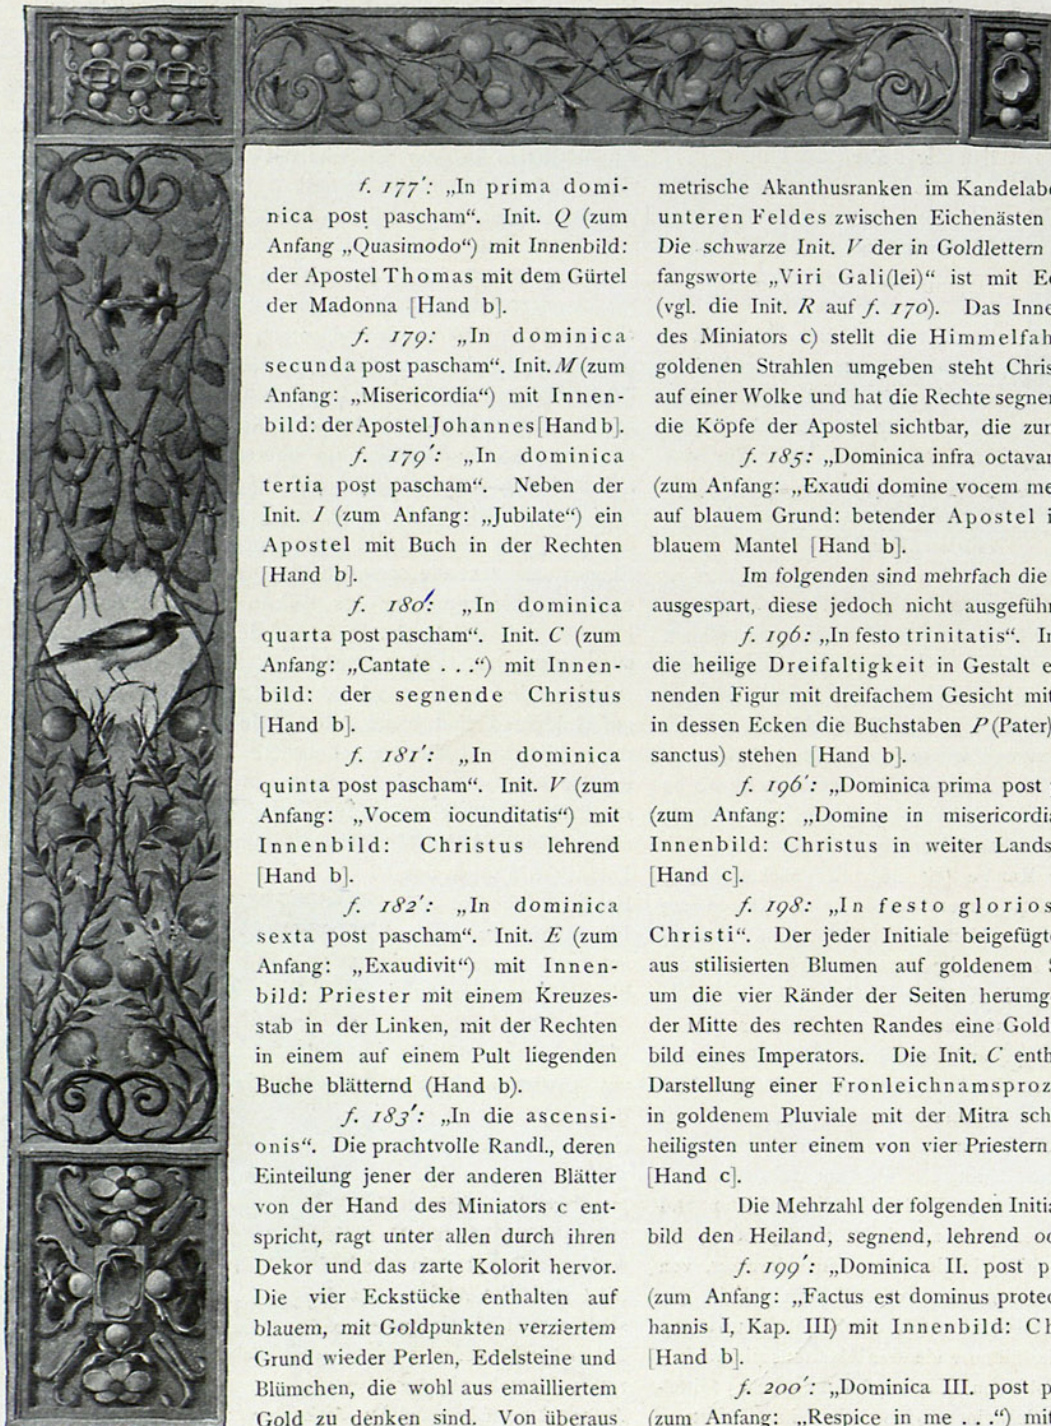 f. 177′: „In prima domi-
nica post pascham“. Init. Q (zum
Anfang „Quasimodo“) mit Innenbild:
der Apostel Thomas mit dem Gürtel
der Madonna [Hand b].
f. 179: „In dominica
secunda post pascham“. Init. M (zum
Anfang: „Misericordia“) mit Innen-
bild: der Apostel Johannes [Hand b].
f. 179′: „In dominica
tertia post pascham“. Neben der
Init. I (zum Anfang: „Jubilate“) ein
Apostel mit Buch in der Rechten
[Hand b].
f. 180′: „In dominica
quarta post pascham“. Init. C (zum
Anfang: „Cantate . . .“) mit Innen-
bild: der segnende Christus
[Hand b].
f. 181′: „In dominica
quinta post pascham“. Init. V (zum
Anfang: „Vocem iocunditatis“) mit
Innenbild: Christus lehrend
[Hand b].
f. 182′: „In dominica
sexta post pascham“. Init. E (zum
Anfang: „Exaudivit“) mit Innen-
bild: Priester mit einem Kreuzes-
stab in der Linken, mit der Rechten
in einem auf einem Pult liegenden
Buche blätternd (Hand b).
f. 183′: „In die ascensi-
onis“. Die prachtvolle Randl., deren
Einteilung jener der anderen Blätter
von der Hand des Miniators c ent-
spricht, ragt unter allen durch ihren
Dekor und das zarte Kolorit hervor.
Die vier Eckstücke enthalten auf
blauem, mit Goldpunkten verziertem
Grund wieder Perlen, Edelsteine und
Blümchen, die wohl aus emailliertem
Gold zu denken sind. Von überaus
metrische Akanthusranken im Kandelabe
unteren Feldes zwischen Eichenästen
Die schwarze Init. V der in Goldlettern
fangsworte „Viri Gali(lei)“ ist mit E
(vgl. die Init. R auf f. 170). Das Inne
des Miniators c) stellt die Himmelfah
goldenen Strahlen umgeben steht Chris
auf einer Wolke und hat die Rechte segne
die Köpfe der Apostel sichtbar, die zu
f. 185: „Dominica infra octava
(zum Anfang: „Exaudi domine vocem me
auf blauem Grund: betender Apostel i
blauem Mantel [Hand b].
Im folgenden sind mehrfach die
ausgespart, diese jedoch nicht ausgefüh
f. 196: „In festo trinitatis“. I
die heilige Dreifaltigkeit in Gestalt e
nenden Figur mit dreifachem Gesicht mi
in dessen Ecken die Buchstaben P (Pater)
sanctus) stehen [Hand b].
f. 196′: „Dominica prima post
(zum Anfang: „Domine in misericordi
Innenbild: Christus in weiter Lands
[Hand c].
f. 198: „In festo glorios
Christi“. Der jeder Initiale beigefügt
aus stilisierten Blumen auf goldenem
um die vier Ränder der Seiten herumg
der Mitte des rechten Randes eine Gold
bild eines Imperators. Die Init. C enth
Darstellung einer Fronleichnamsproz
in goldenem Pluviale mit der Mitra sch
heiligsten unter einem von vier Priestern
[Hand c].
Die Mehrzahl der folgenden Initi
bild den Heiland, segnend, lehrend o
f. 199′: „Dominica II. post p
(zum Anfang: „Factus est dominus prote
hannis I, Kap. III) mit Innenbild: Ch
[Hand b].
f. 200′: „Dominica III. post p
(zum Anfang: „Respice in me . . .“) mi